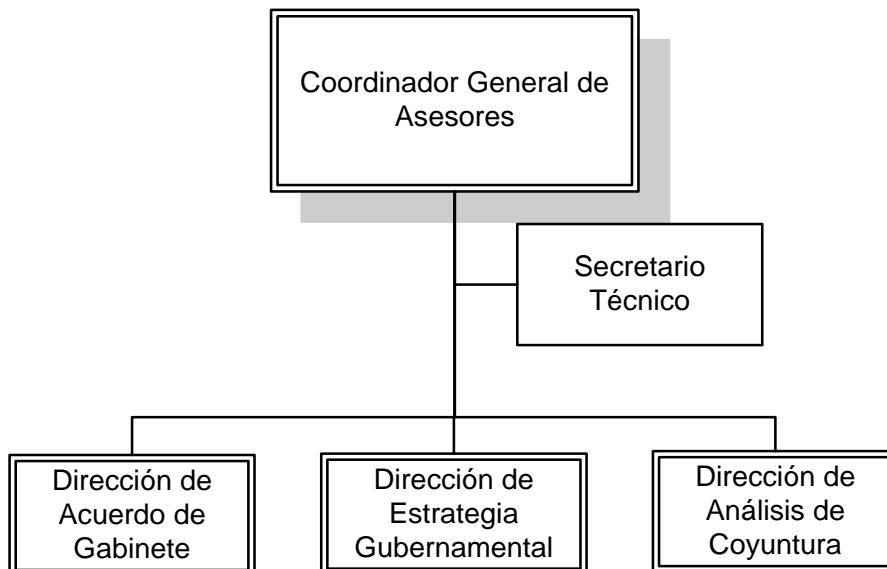 Coordinador General de
Asesores
Secretario
Técnico
Dirección de
Acuerdo de
Gabinete
Dirección de
Estrategia
Gubernamental
Dirección de
Análisis de
Coyuntura